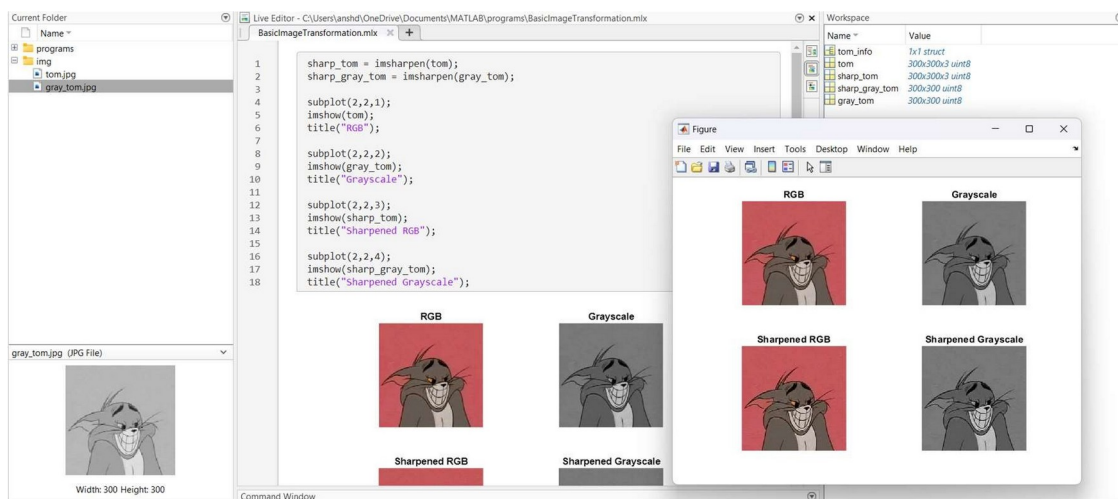 Current Folder
Name
programs
img
tom.jpg
gray_tom.jpg
gray_tom.jpg (JPG File)
Width: 300 Height: 300
Live Editor - C:\Users\anshd\OneDrive\Documents\MATLAB\programs\BasicImageTransformation.mlx
BasicImageTransformation.mlx
1 sharp_tom = imsharpen(tom);
2 sharp_gray_tom = imsharpen(gray_tom);
3
4 subplot(2,2,1);
5 imshow(tom);
6 title("RGB");
7
8 subplot(2,2,2);
9 imshow(gray_tom);
10 title("Grayscale");
11
12 subplot(2,2,3);
13 imshow(sharp_tom);
14 title("Sharpened RGB");
15
16 subplot(2,2,4);
17 imshow(sharp_gray_tom);
18 title("Sharpened Grayscale");
RGB Grayscale
Sharpened RGB Sharpened Grayscale
Command Window
Workspace
Name Value
tom_info 1x1 struct
tom 300x300x3 uint8
sharp_tom 300x300x3 uint8
sharp_gray_tom 300x300 uint8
gray_tom 300x300 uint8
Figure
File Edit View Insert Tools Desktop Window Help
RGB Grayscale
Sharpened RGB Sharpened Grayscale